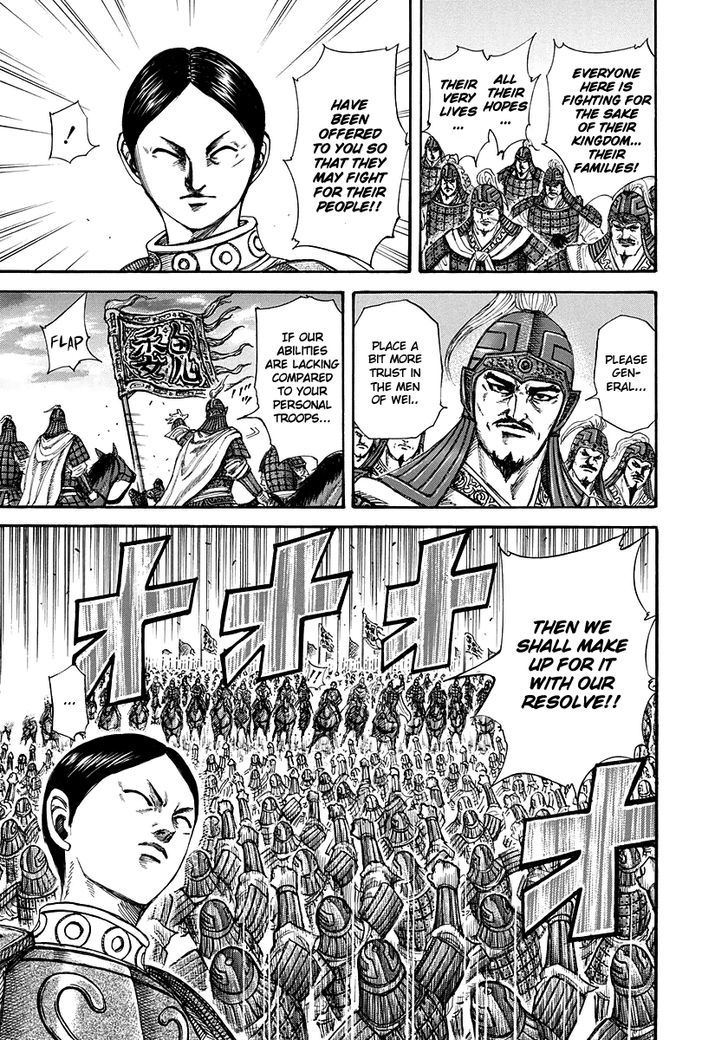 EVERYONE
HERE IS
FIGHTING FOR
THE SAKE
OF THEIR
KINGDOM...
THEIR
FAMILIES!
ALL
THEIR
HOPES
...
THEIR
VERY
LIVES
...
HAVE
BEEN
OFFERED
TO YOU SO
THAT THEY
MAY FIGHT
FOR THEIR
PEOPLE!!
!
PLEASE
GEN-
ERAL...
PLACE A
BIT MORE
TRUST IN
THE MEN
OF WEI..
IF OUR
ABILITIES
ARE LACKING
COMPARED
TO YOUR
PERSONAL
TROOPS...
FLAP
THEN WE
SHALL MAKE
UP FOR IT
WITH OUR
RESOLVE!!
オオオオ
...